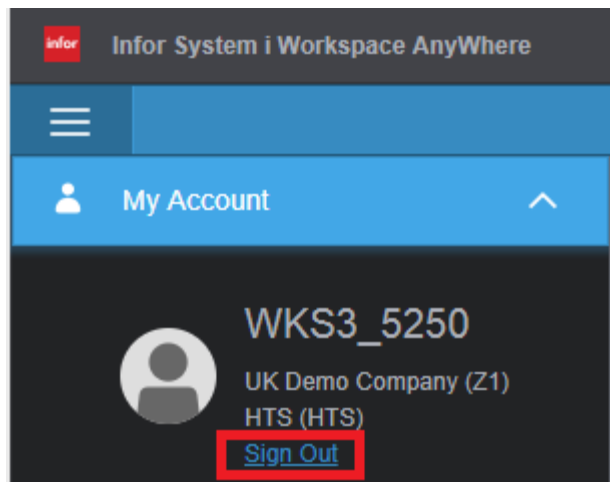 infor Infor System i Workspace AnyWhere
My Account
WKS3_5250
UK Demo Company (Z1)
HTS (HTS)
Sign Out